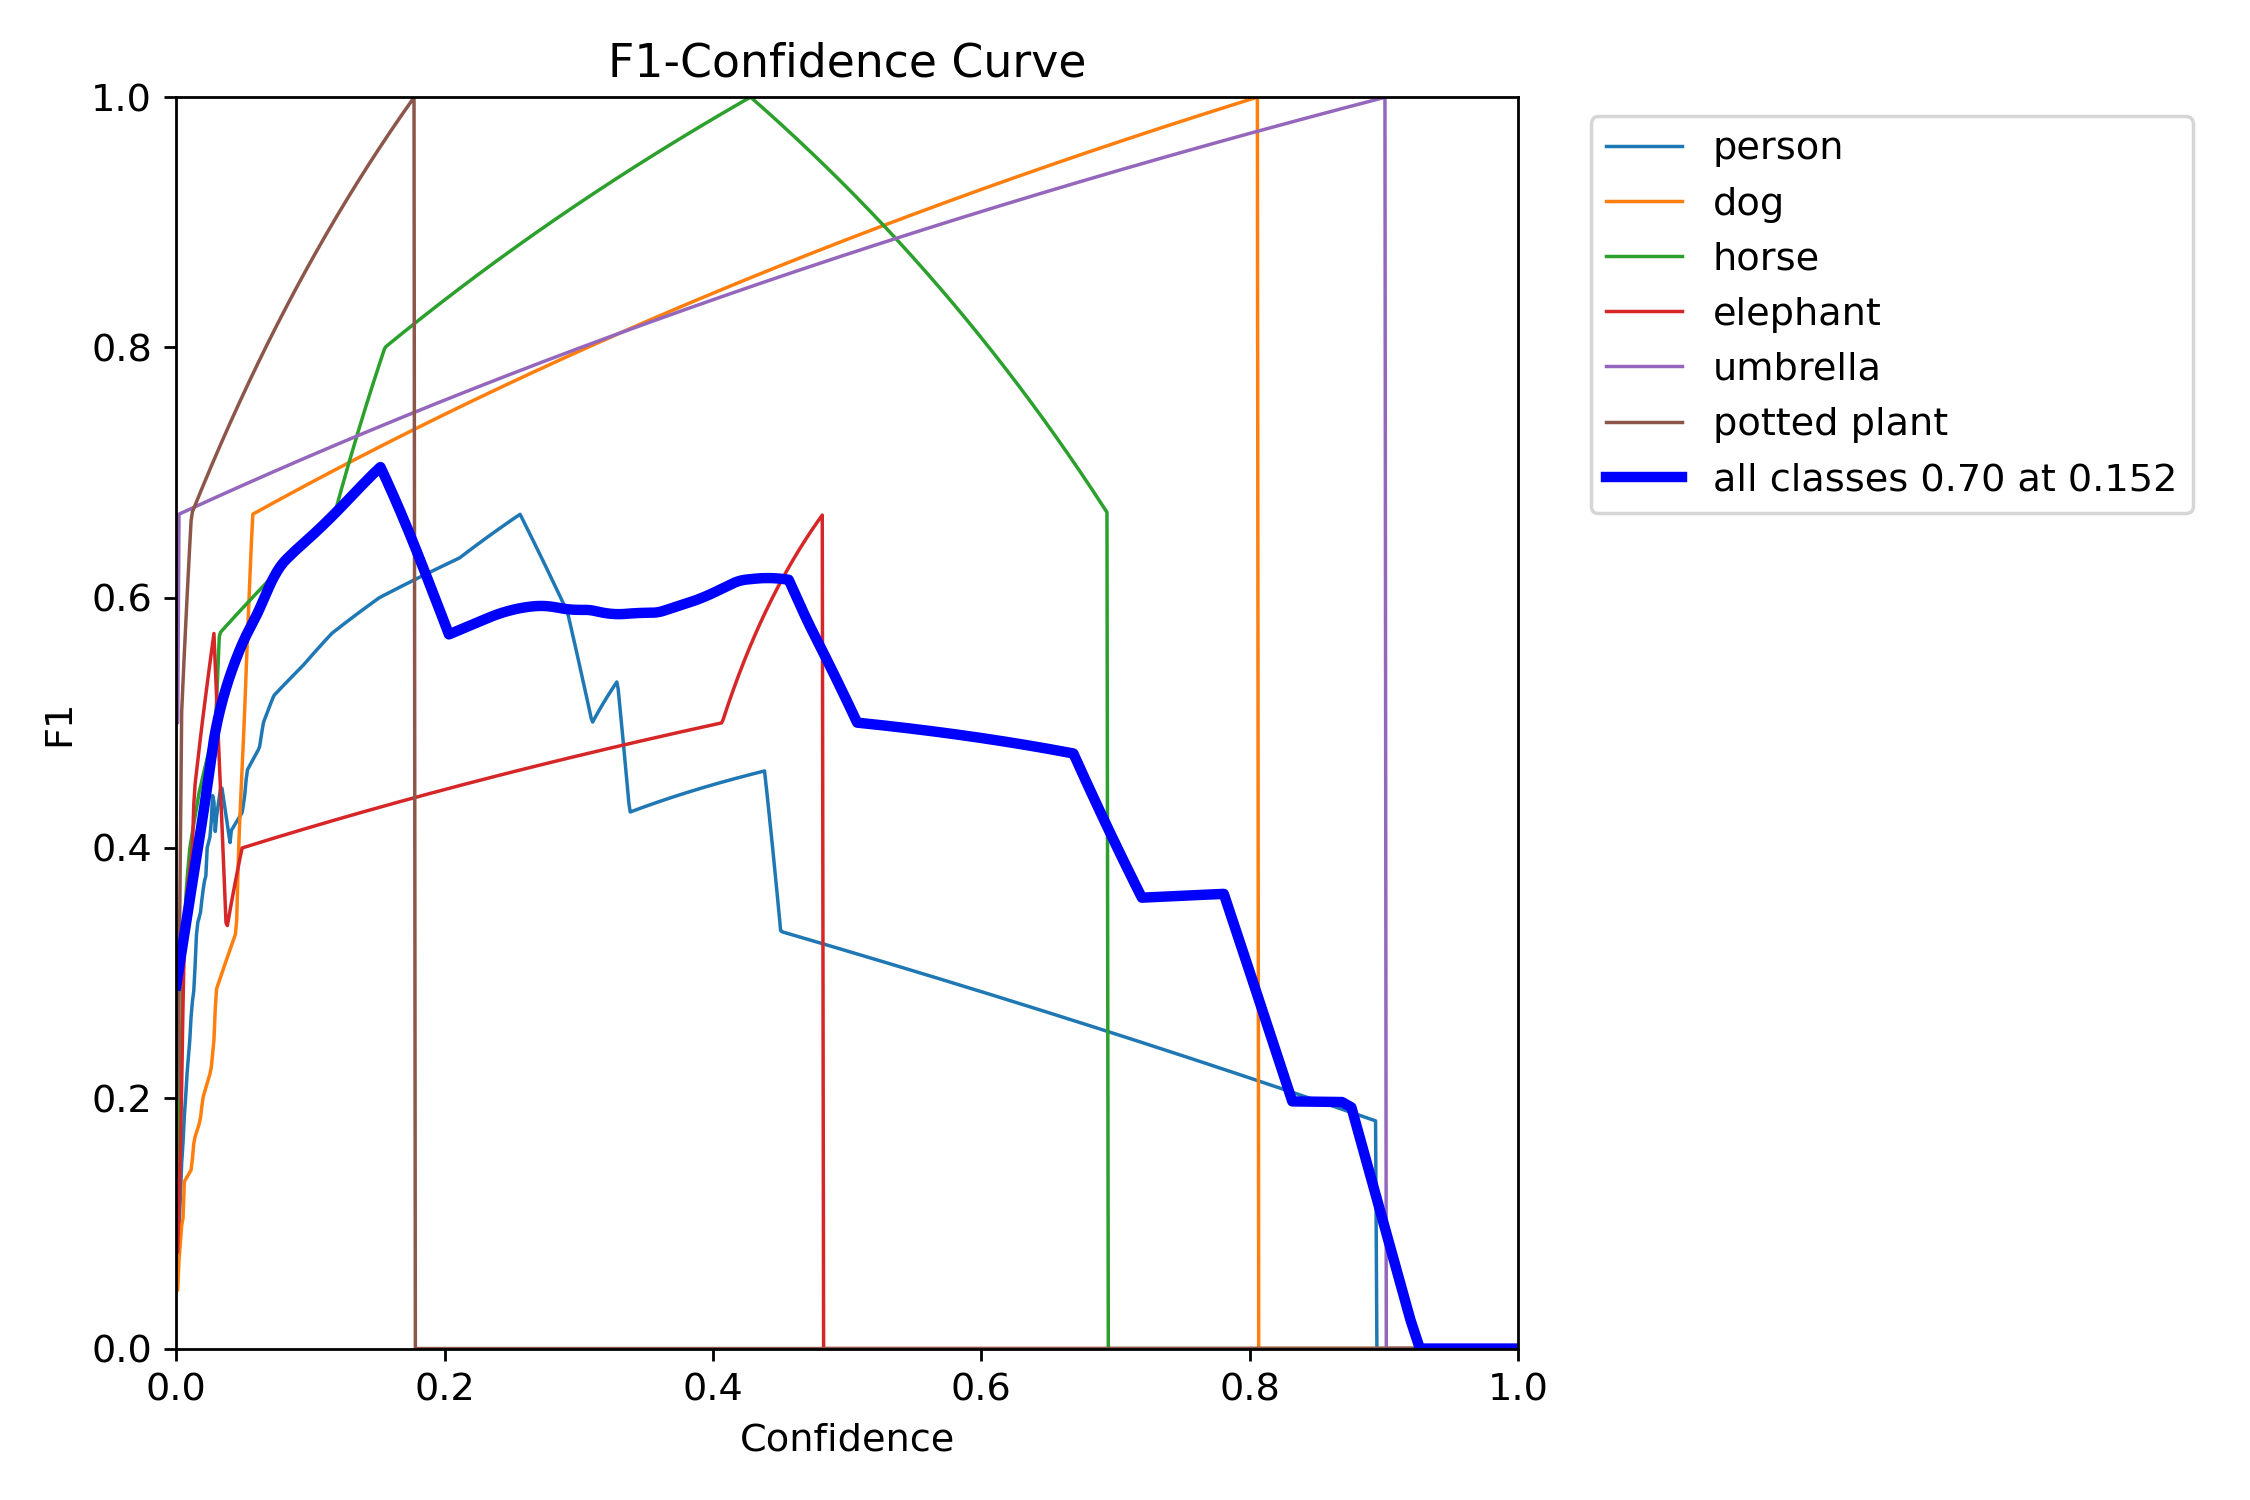 F1-Confidence Curve
1.0
0.8
0.6
0.4
0.2
0.0
F1
0.0 0.2 0.4 0.6 0.8 1.0
Confidence
person
dog
horse
elephant
umbrella
potted plant
all classes 0.70 at 0.152